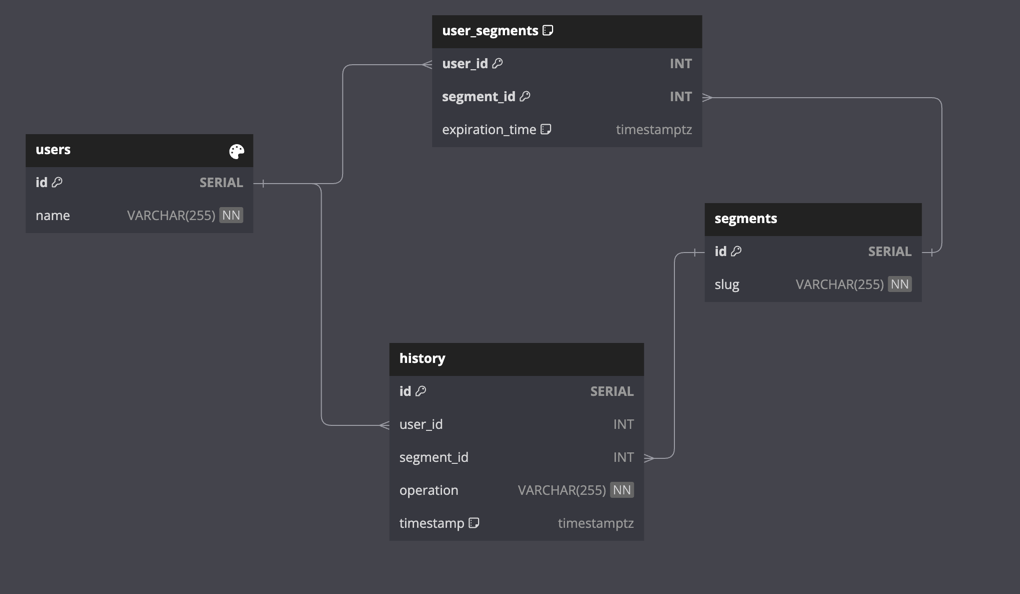 user_segments
user_id INT
segment_id INT
expiration_time timestamptz
users
id SERIAL
name VARCHAR(255) NN
segments
id SERIAL
slug VARCHAR(255) NN
history
id SERIAL
user_id INT
segment_id INT
operation VARCHAR(255) NN
timestamp timestamptz